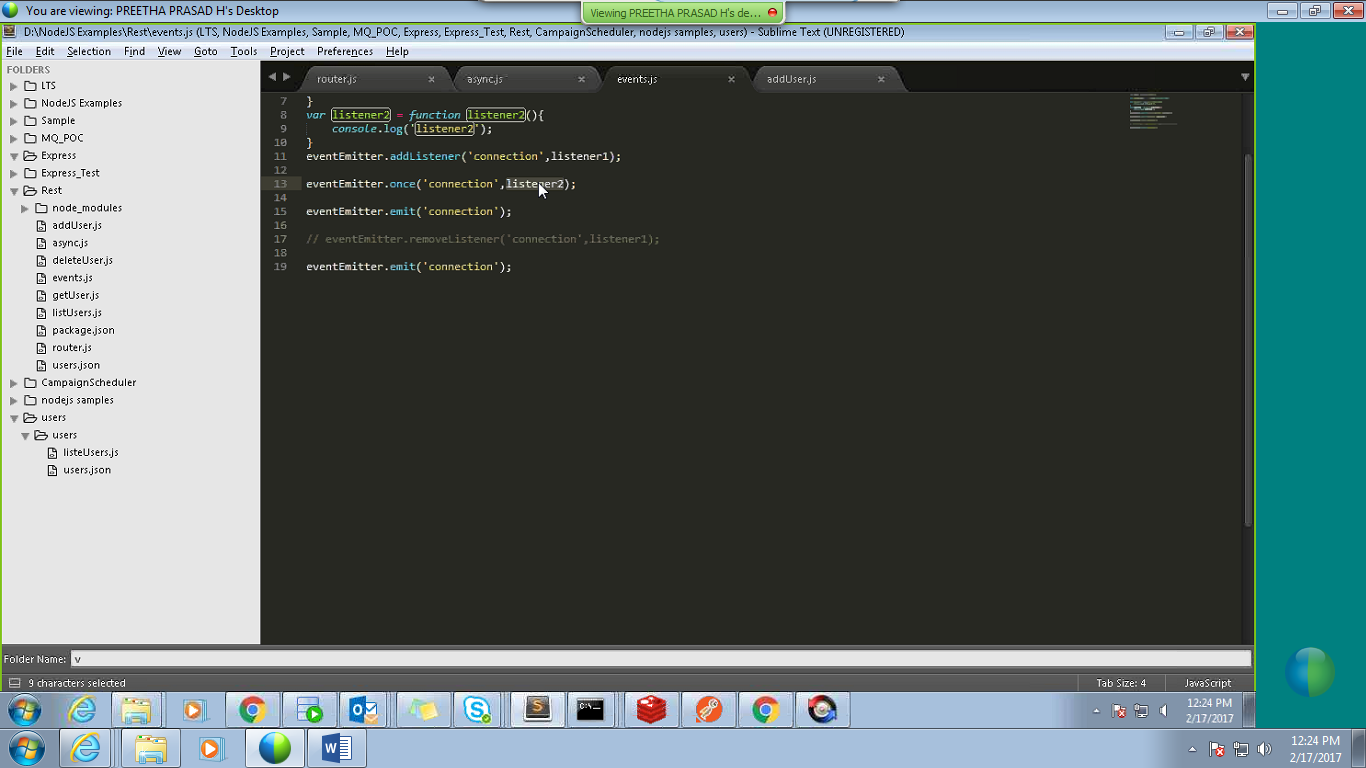 You are viewing: PREETHA PRASAD H's Desktop
Viewing PREETHA PRASAD H's de...
D:\NodeJS Examples\Rest\events.js (LTS, NodeJS Examples, Sample, MQ_POC, Express, Express_Test, Rest, CampaignScheduler, nodejs samples, users) - Sublime Text (UNREGISTERED)
File Edit Selection Find View Goto Tools Project Preferences Help
FOLDERS
LTS
NodeJS Examples
Sample
MQ_POC
Express
Express_Test
Rest
node_modules
addUser.js
async.js
deleteUser.js
events.js
getUser.js
listUsers.js
package.json
router.js
users.json
CampaignScheduler
nodejs samples
users
users
listeUsers.js
users.json
router.js async.js events.js addUser.js
7 }
8 var listener2 = function listener2(){
9 console.log('listener2');
10 }
11 eventEmitter.addListener('connection',listener1);
12
13 eventEmitter.once('connection',listener2);
14
15 eventEmitter.emit('connection');
16
17 // eventEmitter.removeListener('connection',listener1);
18
19 eventEmitter.emit('connection');
Folder Name: v
9 characters selected Tab Size: 4 JavaScript
12:24 PM
2/17/2017
12:24 PM
2/17/2017